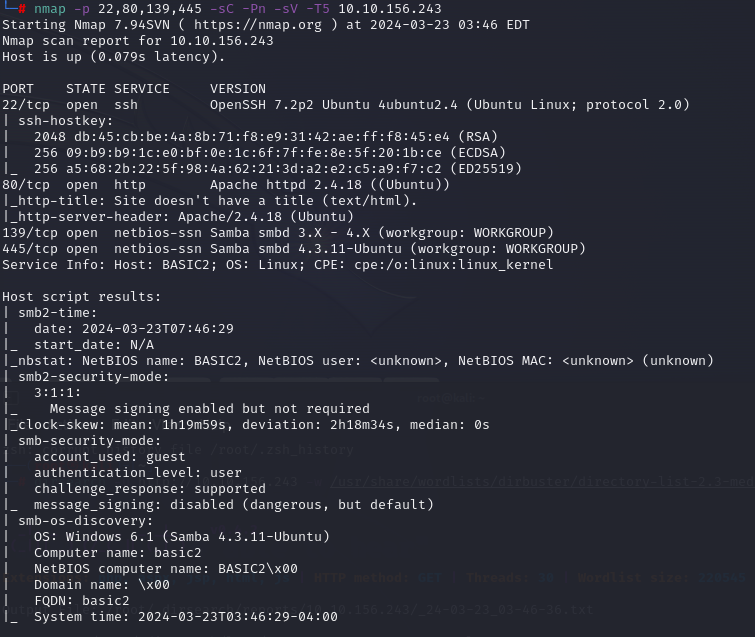 └─# nmap -p 22,80,139,445 -sC -Pn -sV -T5 10.10.156.243
Starting Nmap 7.94SVN ( https://nmap.org ) at 2024-03-23 03:46 EDT
Nmap scan report for 10.10.156.243
Host is up (0.079s latency).

PORT    STATE SERVICE     VERSION
22/tcp  open  ssh         OpenSSH 7.2p2 Ubuntu 4ubuntu2.4 (Ubuntu Linux; protocol 2.0)
| ssh-hostkey:
|   2048 db:45:cb:be:4a:8b:71:f8:e9:31:42:ae:ff:f8:45:e4 (RSA)
|   256 09:b9:b9:1c:e0:bf:0e:1c:6f:7f:fe:8e:5f:20:1b:ce (ECDSA)
|_  256 a5:68:2b:22:5f:98:4a:62:21:3d:a2:e2:c5:a9:f7:c2 (ED25519)
80/tcp  open  http        Apache httpd 2.4.18 ((Ubuntu))
|_http-title: Site doesn't have a title (text/html).
|_http-server-header: Apache/2.4.18 (Ubuntu)
139/tcp open  netbios-ssn Samba smbd 3.X - 4.X (workgroup: WORKGROUP)
445/tcp open  netbios-ssn Samba smbd 4.3.11-Ubuntu (workgroup: WORKGROUP)
Service Info: Host: BASIC2; OS: Linux; CPE: cpe:/o:linux:linux_kernel

Host script results:
| smb2-time:
|   date: 2024-03-23T07:46:29
|_  start_date: N/A
|_nbstat: NetBIOS name: BASIC2, NetBIOS user: <unknown>, NetBIOS MAC: <unknown> (unknown)
| smb2-security-mode:
|   3:1:1:
|_    Message signing enabled but not required
|_clock-skew: mean: 1h19m59s, deviation: 2h18m34s, median: 0s
| smb-security-mode:
|   account_used: guest
|   authentication_level: user
|   challenge_response: supported
|_  message_signing: disabled (dangerous, but default)
| smb-os-discovery:
|   OS: Windows 6.1 (Samba 4.3.11-Ubuntu)
|   Computer name: basic2
|   NetBIOS computer name: BASIC2\x00
|   Domain name: \x00
|   FQDN: basic2
|_  System time: 2024-03-23T03:46:29-04:00